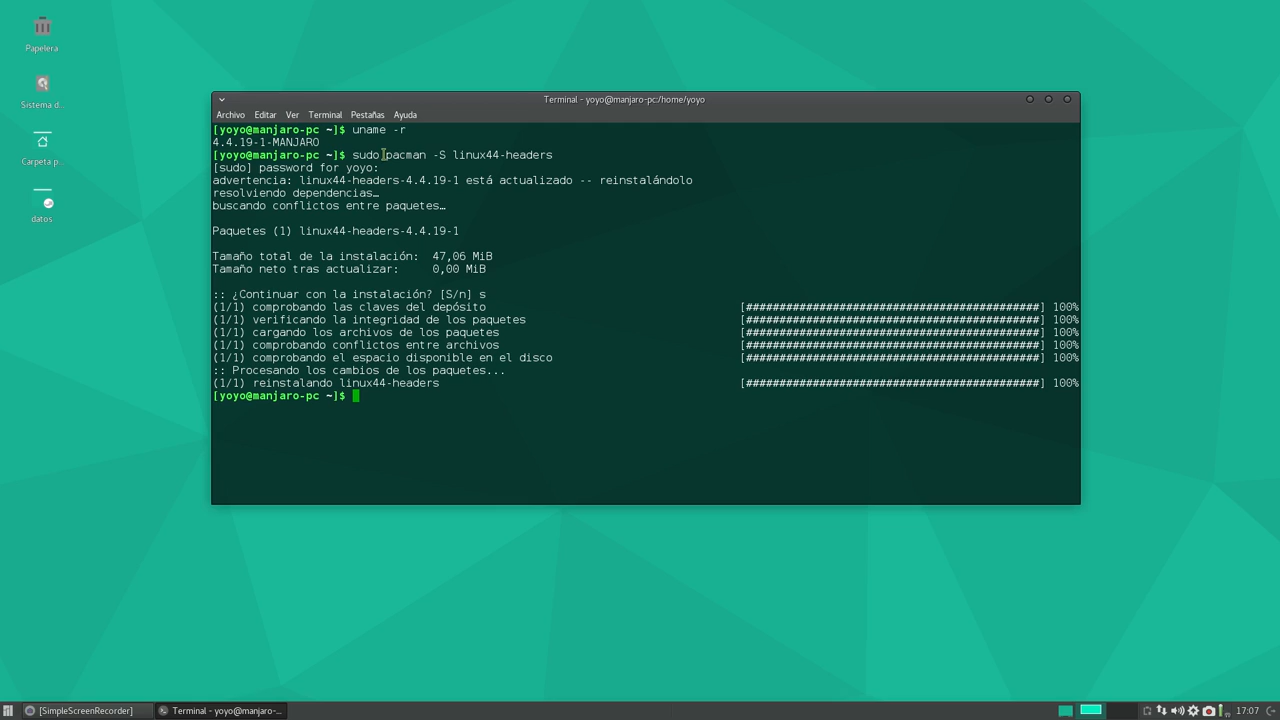 Papelera
Sistema d...
Carpeta p...
datos
Terminal - yoyo@manjaro-pc:/home/yoyo
Archivo Editar Ver Terminal Pestañas Ayuda
[yoyo@manjaro-pc ~]$ uname -r
4.4.19-1-MANJARO
[yoyo@manjaro-pc ~]$ sudo pacman -S linux44-headers
[sudo] password for yoyo:
advertencia: linux44-headers-4.4.19-1 está actualizado -- reinstalándolo
resolviendo dependencias…
buscando conflictos entre paquetes…
Paquetes (1) linux44-headers-4.4.19-1
Tamaño total de la instalación: 47,06 MiB
Tamaño neto tras actualizar: 0,00 MiB
:: ¿Continuar con la instalación? [S/n] s
(1/1) comprobando las claves del depósito [############################################] 100%
(1/1) verificando la integridad de los paquetes [############################################] 100%
(1/1) cargando los archivos de los paquetes [############################################] 100%
(1/1) comprobando conflictos entre archivos [############################################] 100%
(1/1) comprobando el espacio disponible en el disco [############################################] 100%
:: Procesando los cambios de los paquetes...
(1/1) reinstalando linux44-headers [############################################] 100%
[yoyo@manjaro-pc ~]$
[SimpleScreenRecorder] Terminal - yoyo@manjaro-... 17:07